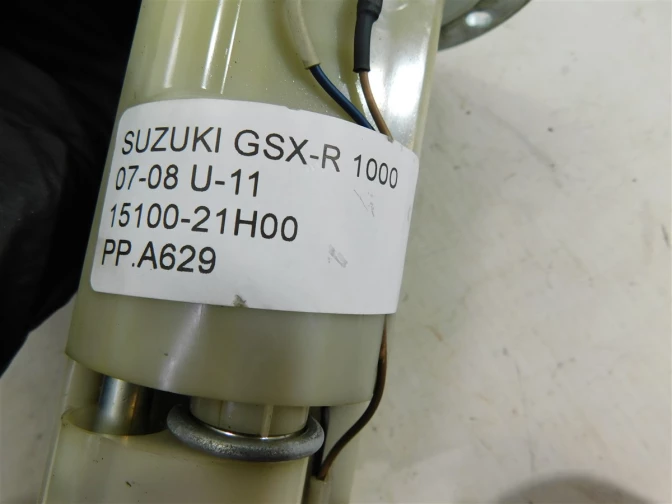 SUZUKI GSX-R 1000
07-08 U-11
15100-21H00
PP.A629